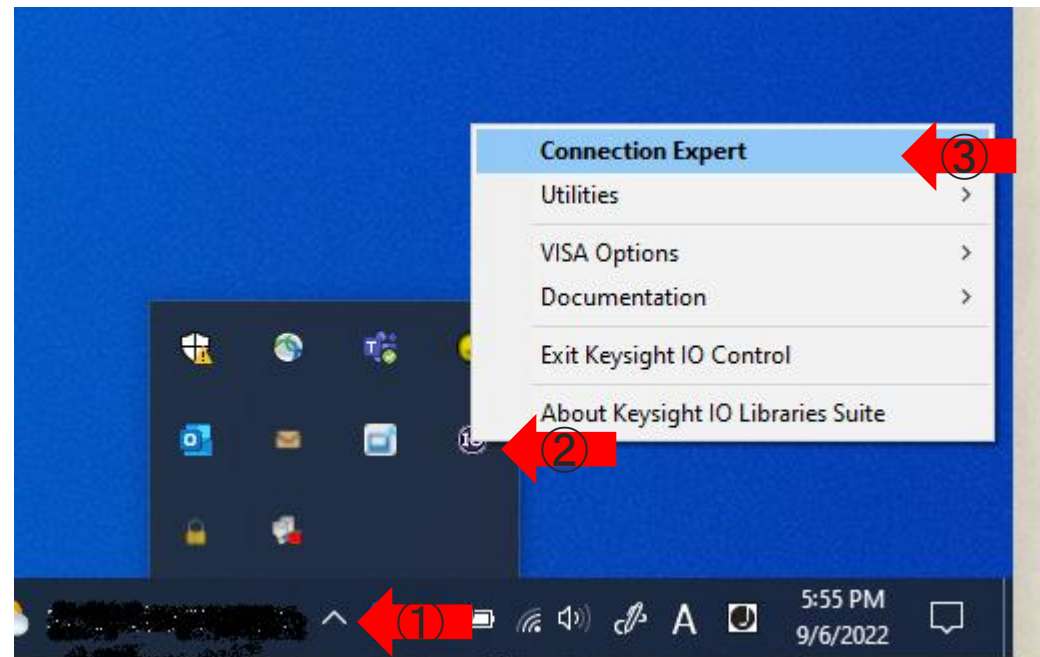 Connection Expert
③
Utilities
VISA Options
Documentation
Exit Keysight IO Control
About Keysight IO Libraries Suite
②
①
A
5:55 PM
9/6/2022